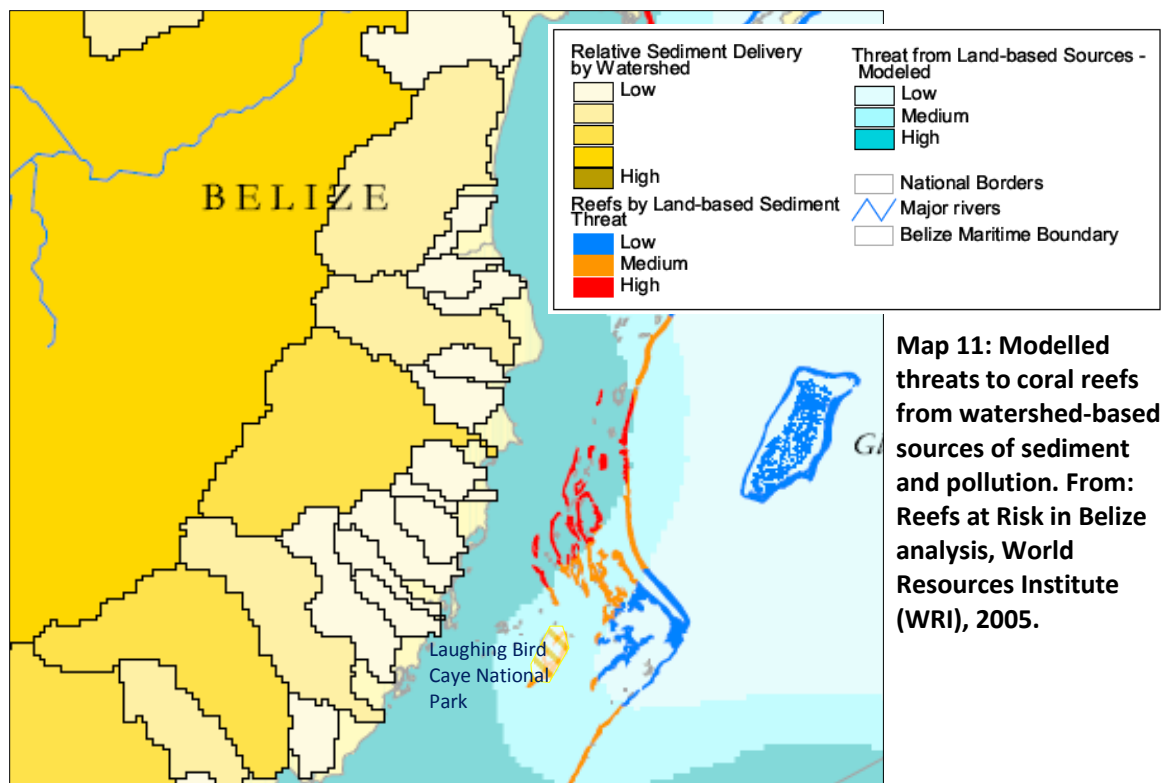 Relative Sediment Delivery
by Watershed
Low
High
Reefs by Land-based Sediment
Threat
Low
Medium
High
Threat from Land-based Sources -
Modeled
Low
Medium
High
National Borders
Major rivers
Belize Maritime Boundary
BELIZE
Gl
Laughing Bird
Caye National
Park
Map 11: Modelled
threats to coral reefs
from watershed-based
sources of sediment
and pollution. From:
Reefs at Risk in Belize
analysis, World
Resources Institute
(WRI), 2005.